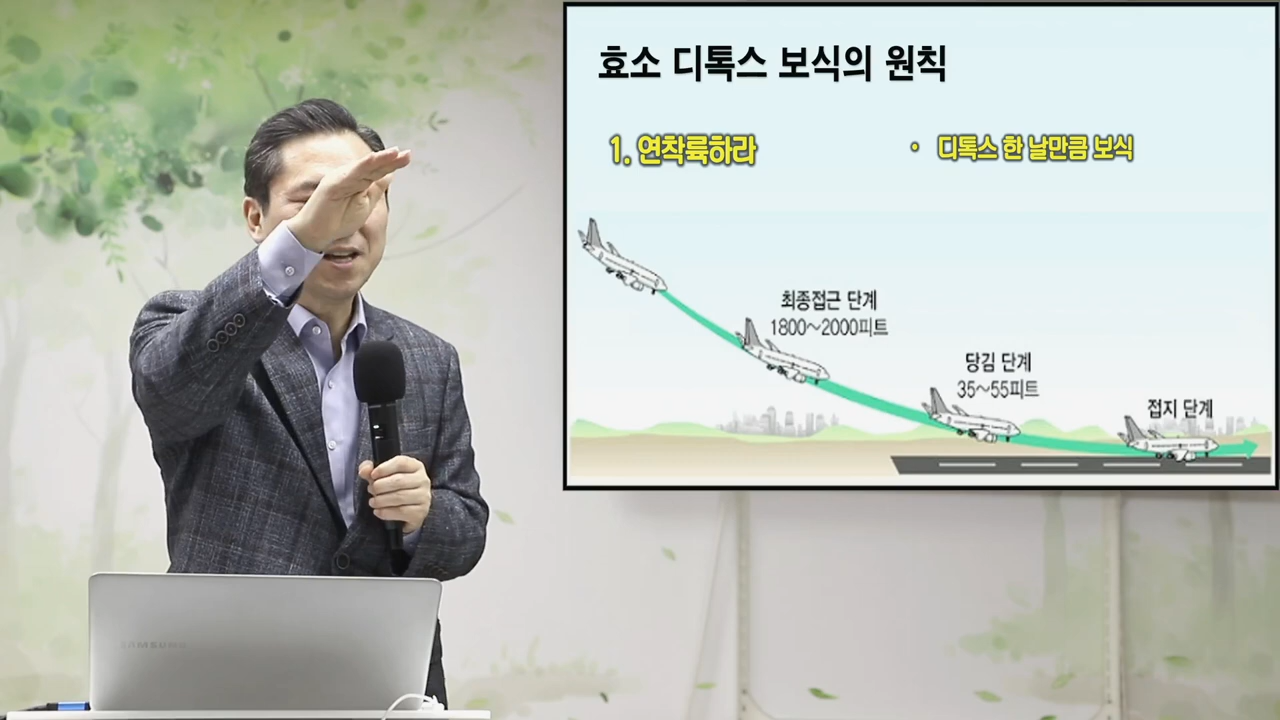 효소 디톡스 보식의 원칙
1. 연착륙하라
• 디톡스 한 날만큼 보식
최종접근 단계
1800~2000피트
당김 단계
35~55피트
접지 단계
SAMSUNG